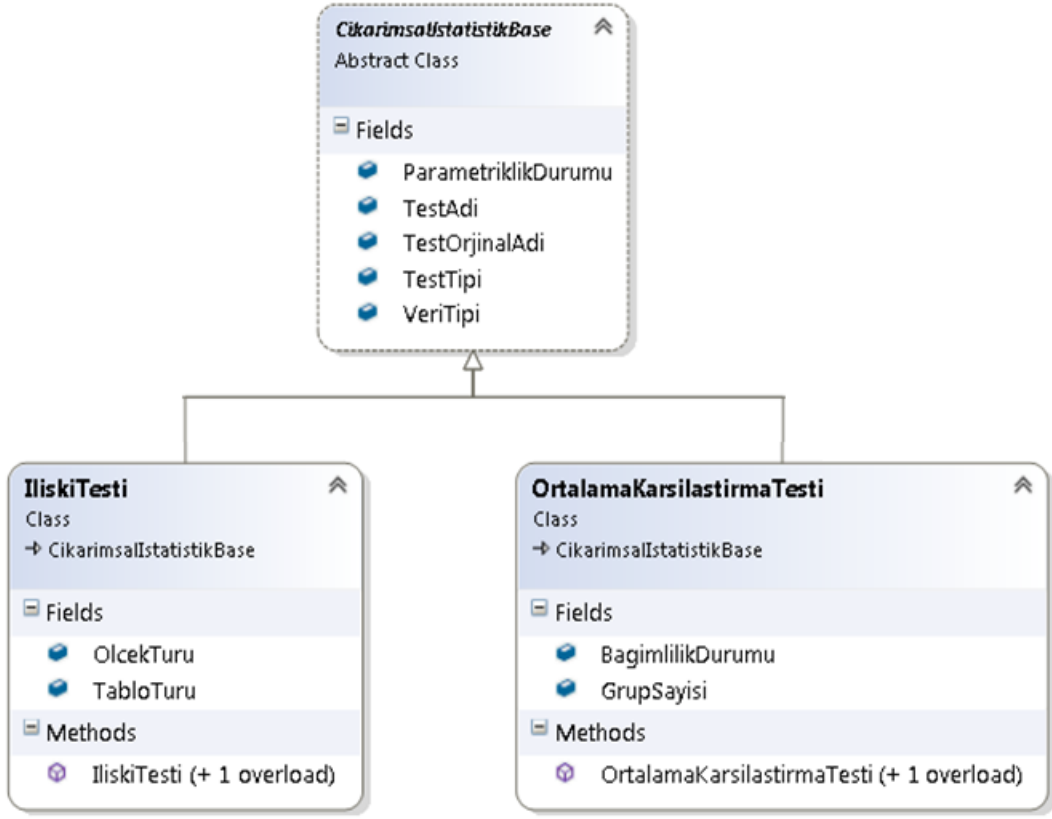 CikarimsalIstatistikBase
Abstract Class
Fields
ParametriklikDurumu
TestAdi
TestOrjinalAdi
TestTipi
VeriTipi
IliskiTesti
Class
CikarimsalIstatistikBase
Fields
OlcekTuru
TabloTuru
Methods
IliskiTesti (+ 1 overload)
OrtalamaKarsilastirmaTesti
Class
CikarimsalIstatistikBase
Fields
BagimlilikDurumu
GrupSayisi
Methods
OrtalamaKarsilastirmaTesti (+ 1 overload)